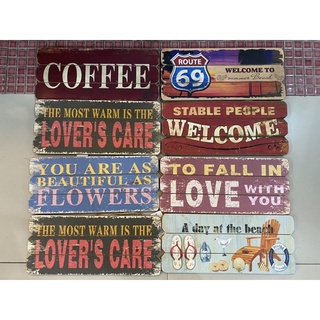 COFFEE
ROUTE
69
WELCOME TO
THE MOST WARM IS THE
LOVER'S CARE
STABLE PEOPLE
WELCOME
YOU ARE AS
BEAUTIFUL AS
FLOWERS
TO FALL IN
LOVE WITH
YOU
THE MOST WARM IS THE
LOVER'S CARE
A day at the beach